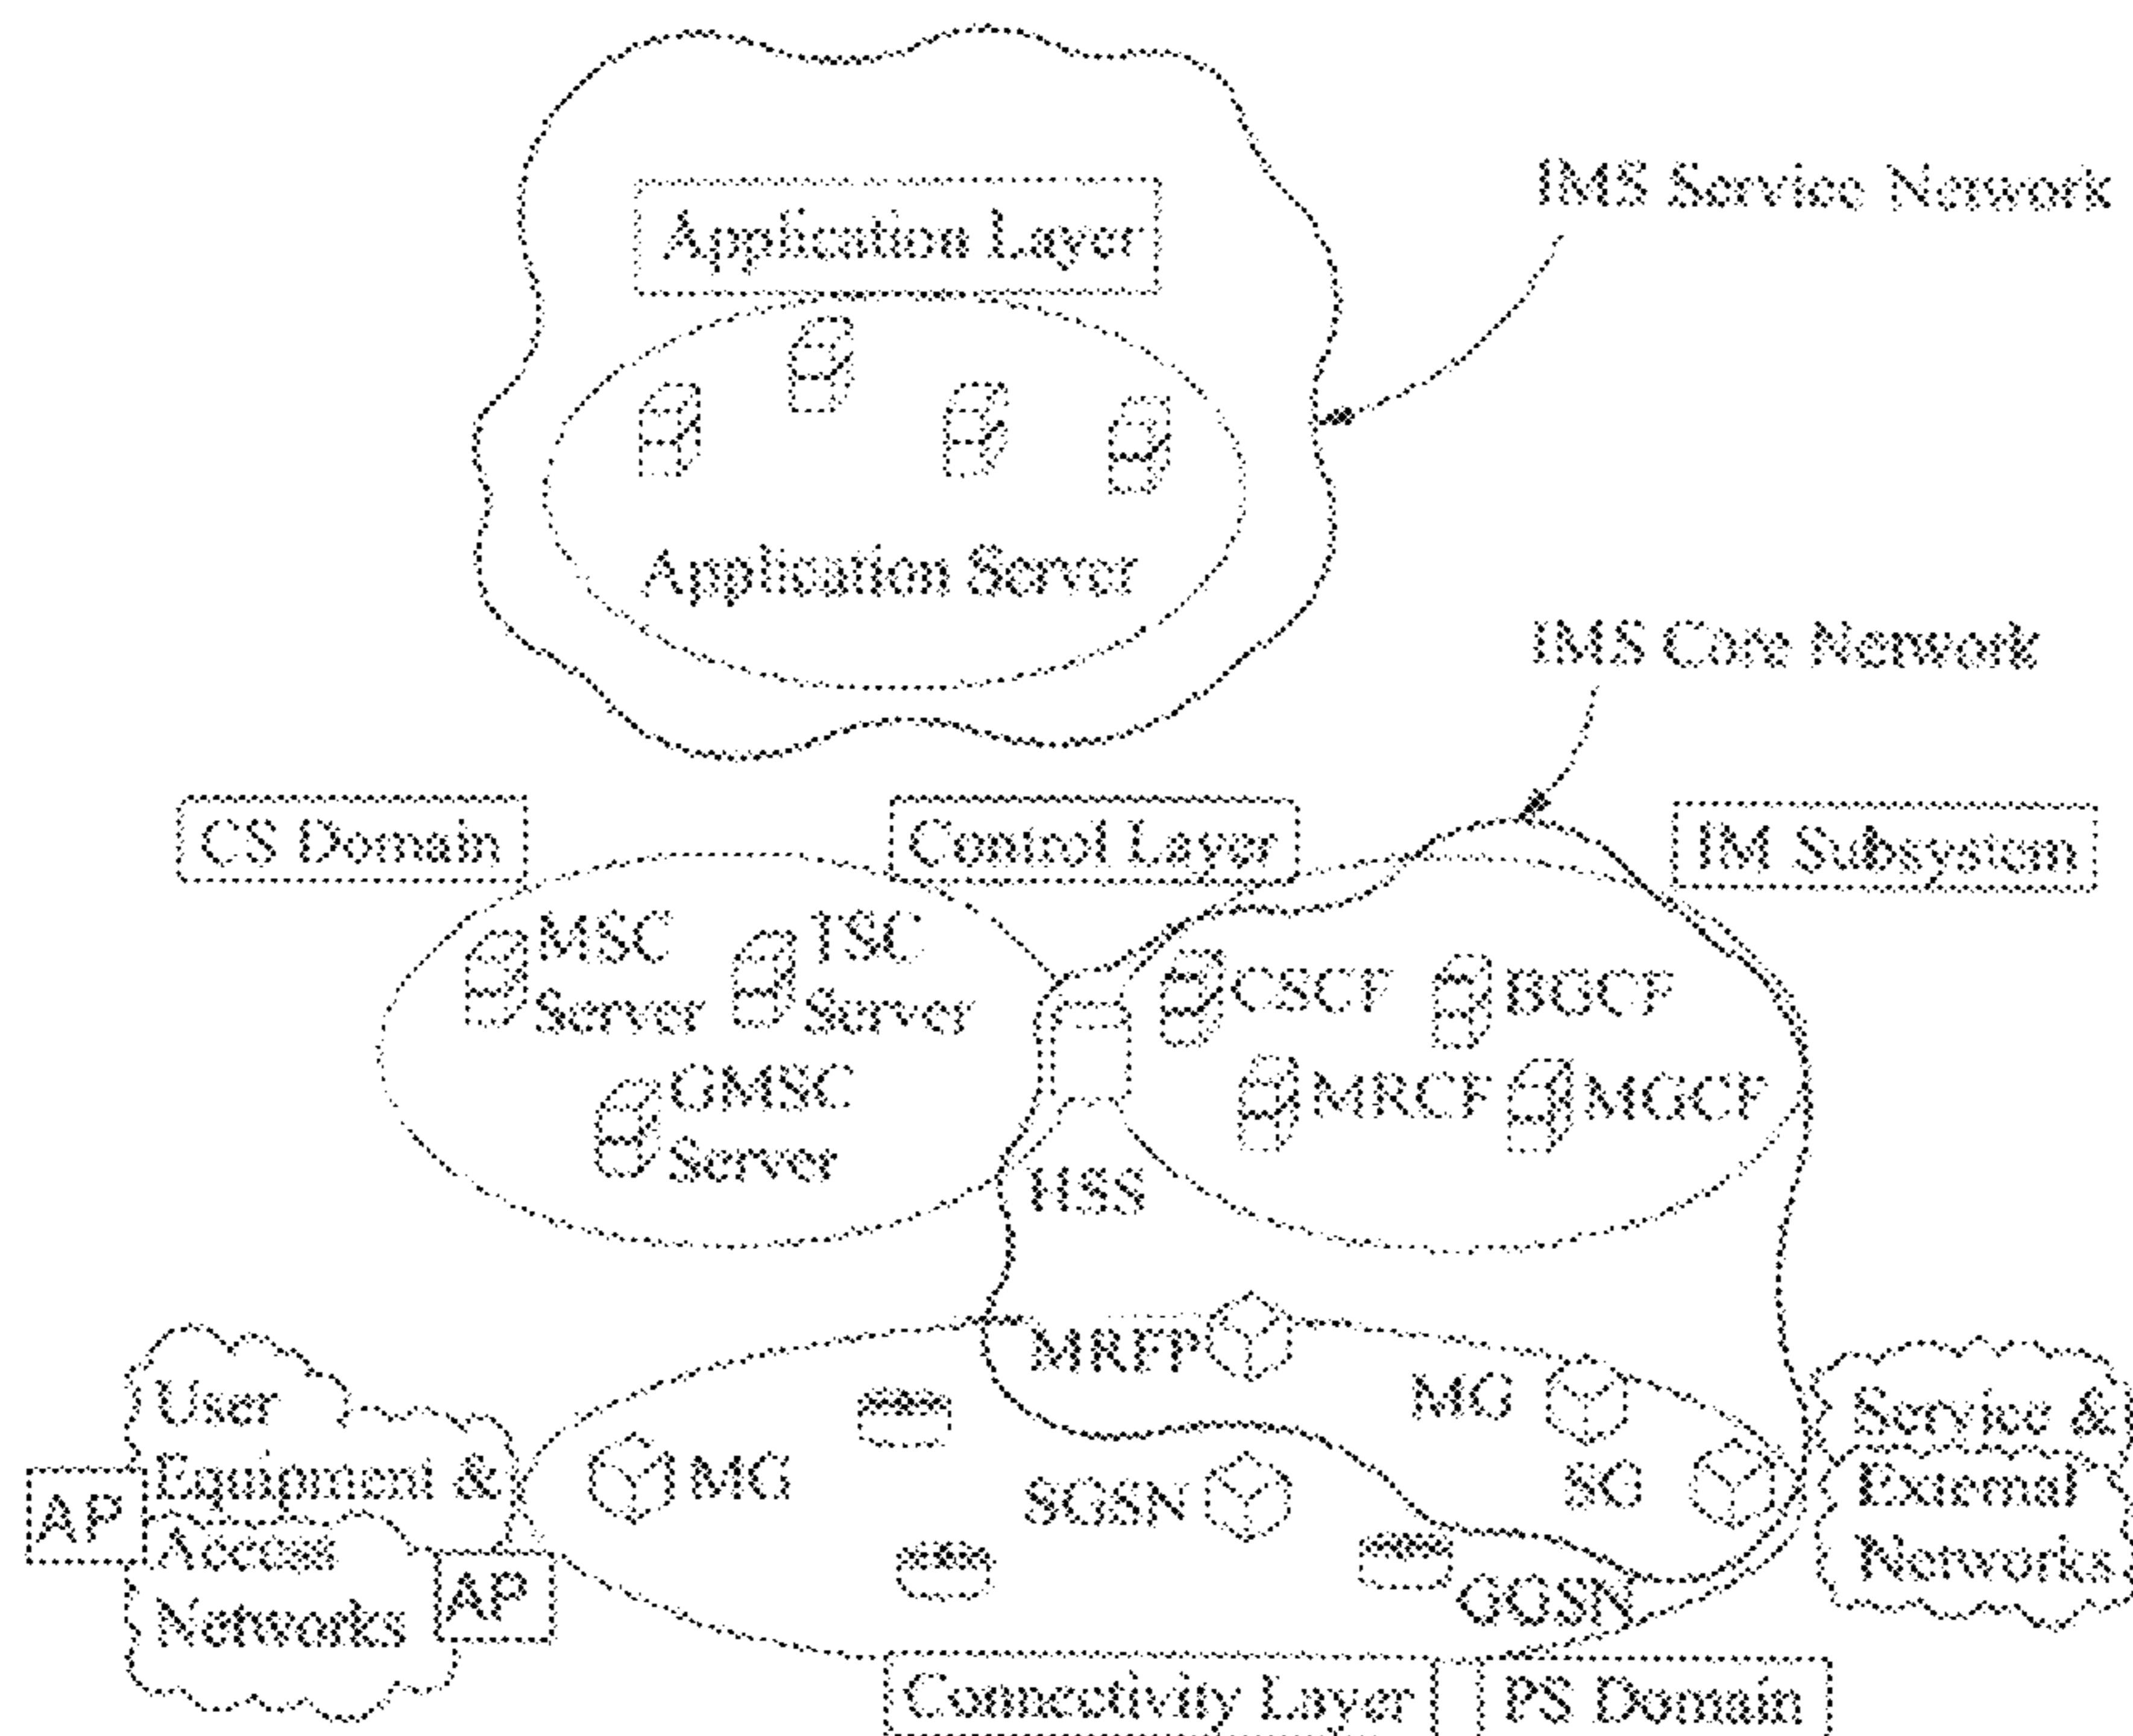 IMS Service Network
Application Layer
Application Server
IMS Core Network
CS Domain
Control Layer
IM Subsystem
MSC
Server
TSC
Server
GMSC
Server
CSCF
BGCF
MRCF
MGCF
HSS
MRFP
MG
User
Equipment &
Access
Networks
AP
AP
MG
SGSN
SG
GGSN
Service &
External
Networks
Connectivity Layer
PS Domain